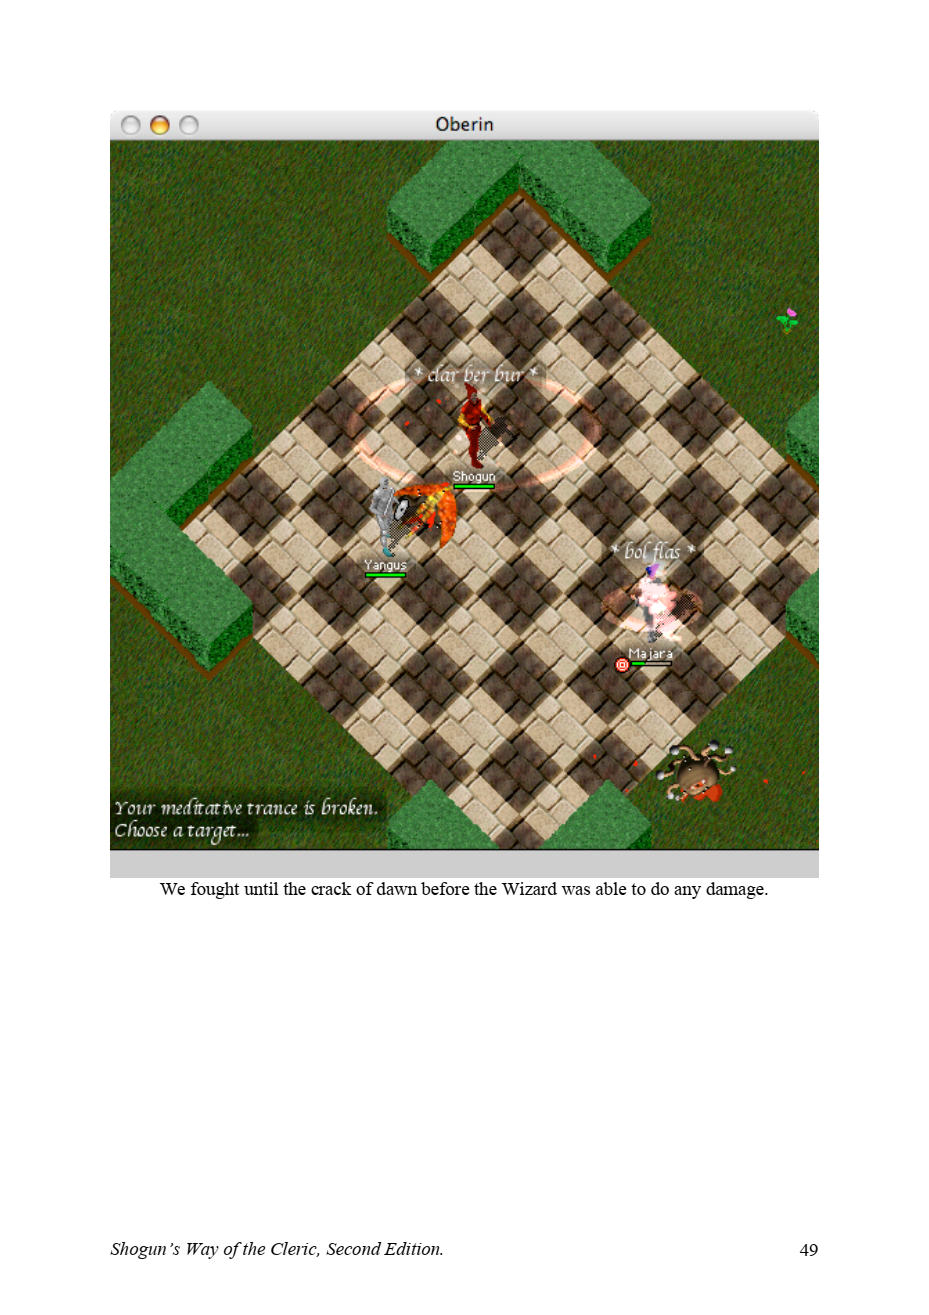 Oberin
* clar ber bur *
Shogun
Yangus
* bol flas *
Majara
Your meditative trance is broken.
Choose a target...
We fought until the crack of dawn before the Wizard was able to do any damage.
Shogun’s Way of the Cleric, Second Edition. 49